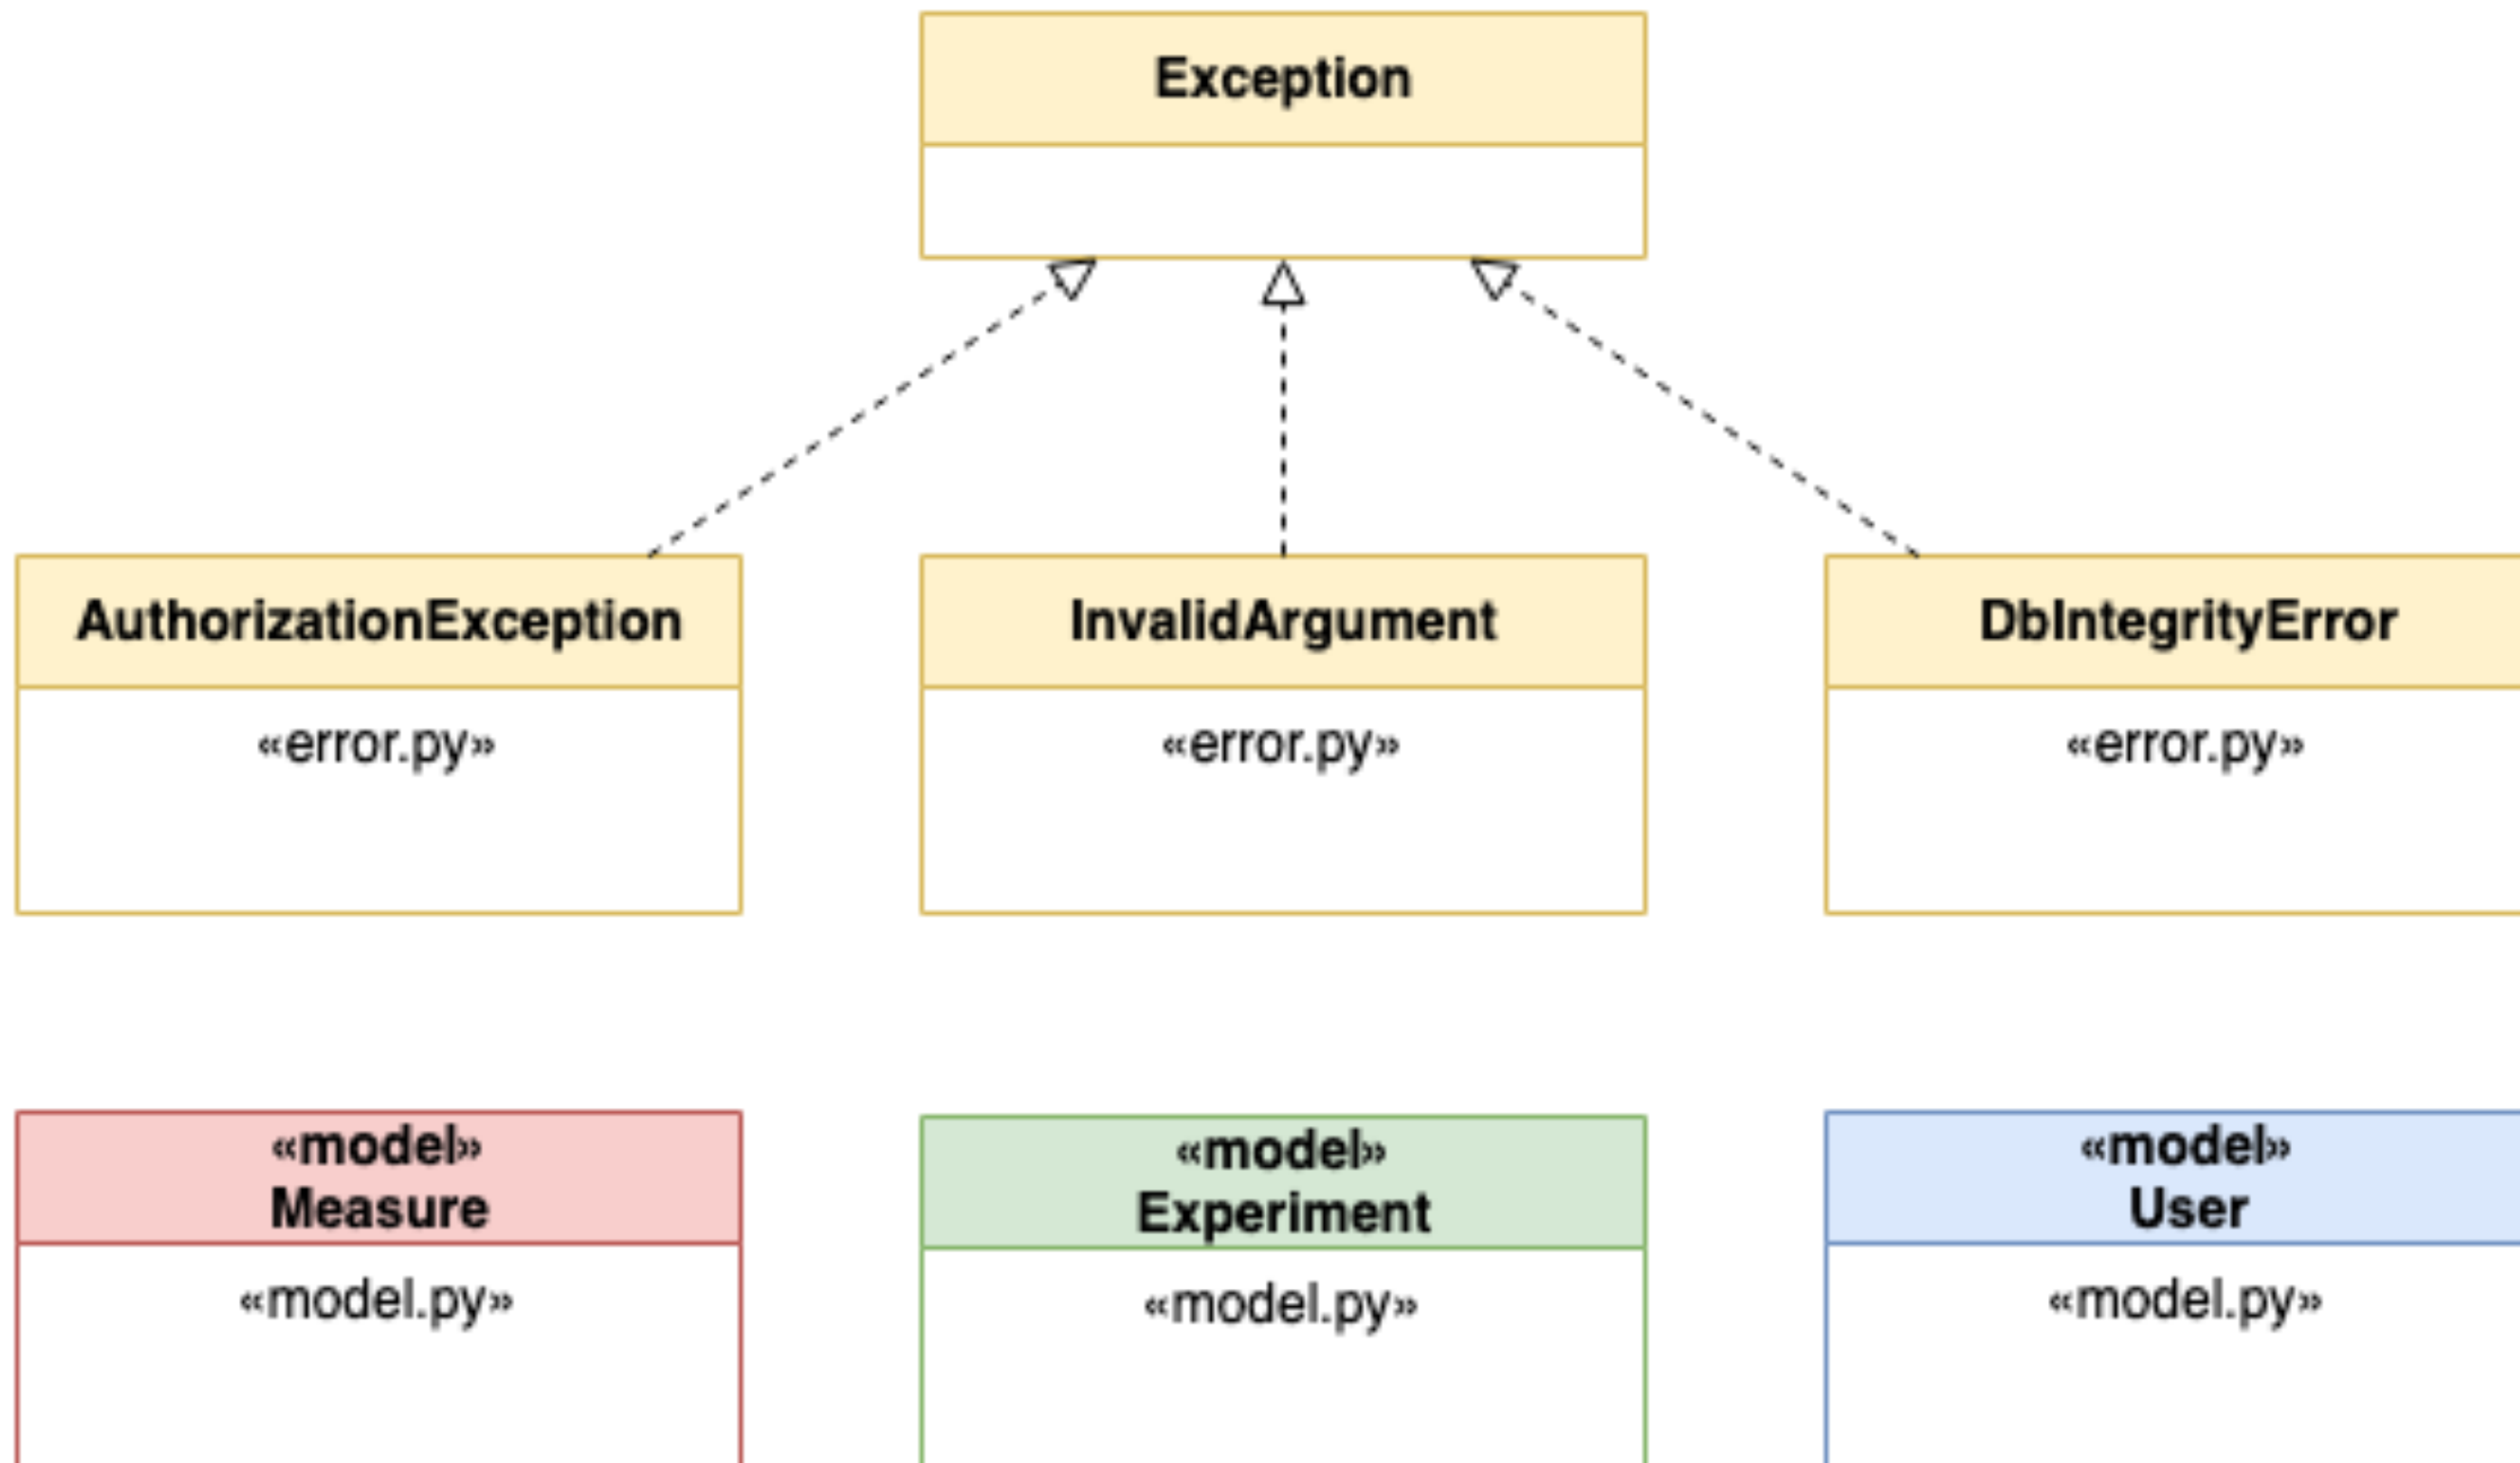 Exception
AuthorizationException
InvalidArgument
DbIntegrityError
«error.py»
«error.py»
«error.py»
«model»
Measure
«model»
Experiment
«model»
User
«model.py»
«model.py»
«model.py»